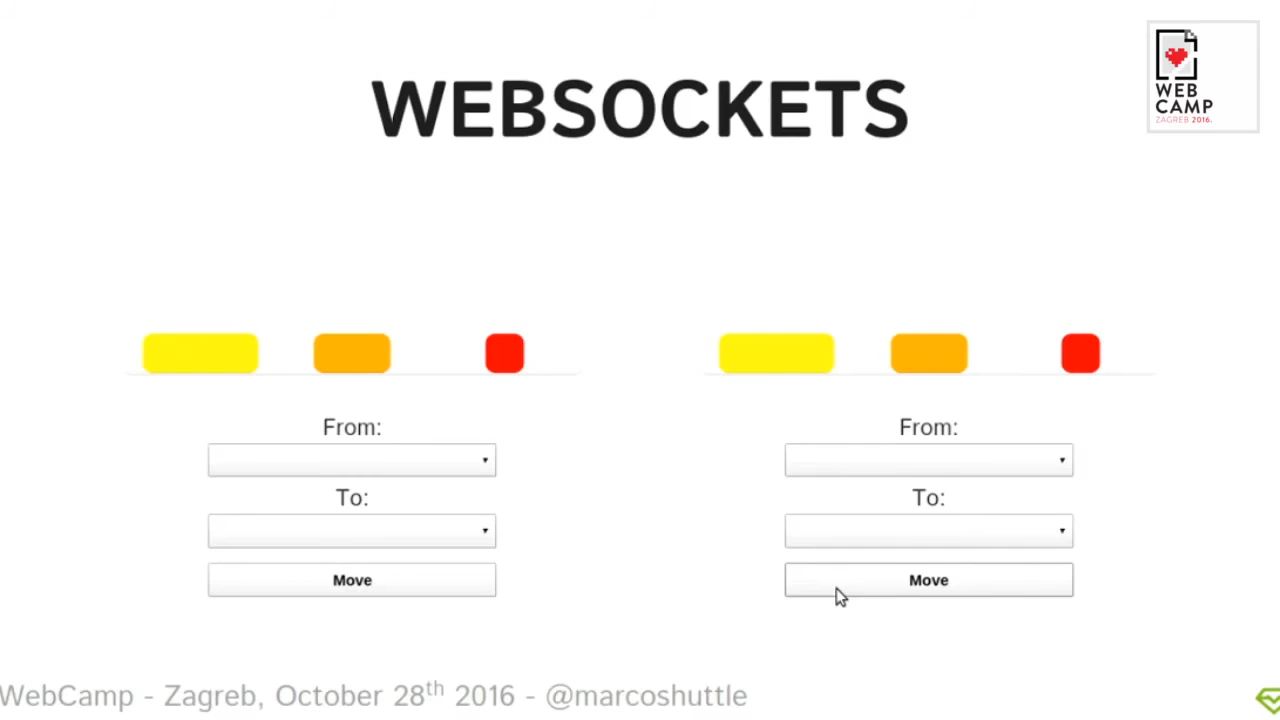 WEBSOCKETS
WEB
CAMP
ZAGREB 2016.
From:
To:
Move
From:
To:
Move
WebCamp - Zagreb, October 28th 2016 - @marcoshuttle